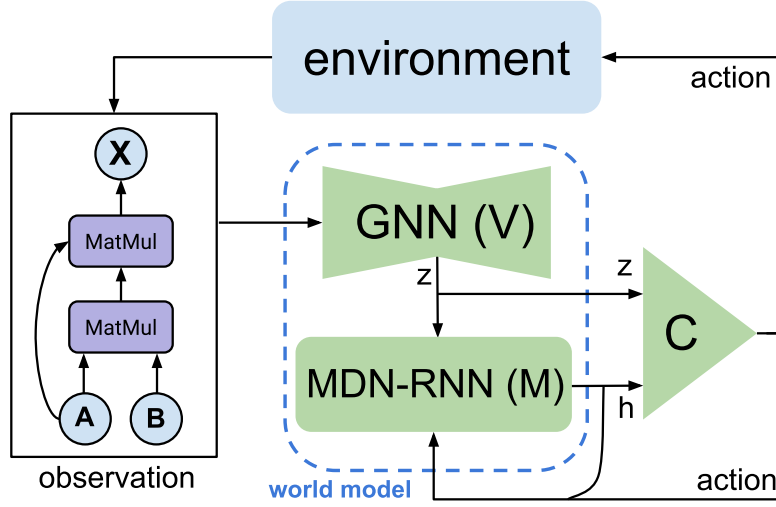 environment
action
X
MatMul
MatMul
A
B
observation
GNN (V)
z
z
MDN-RNN (M)
C
h
world model
action